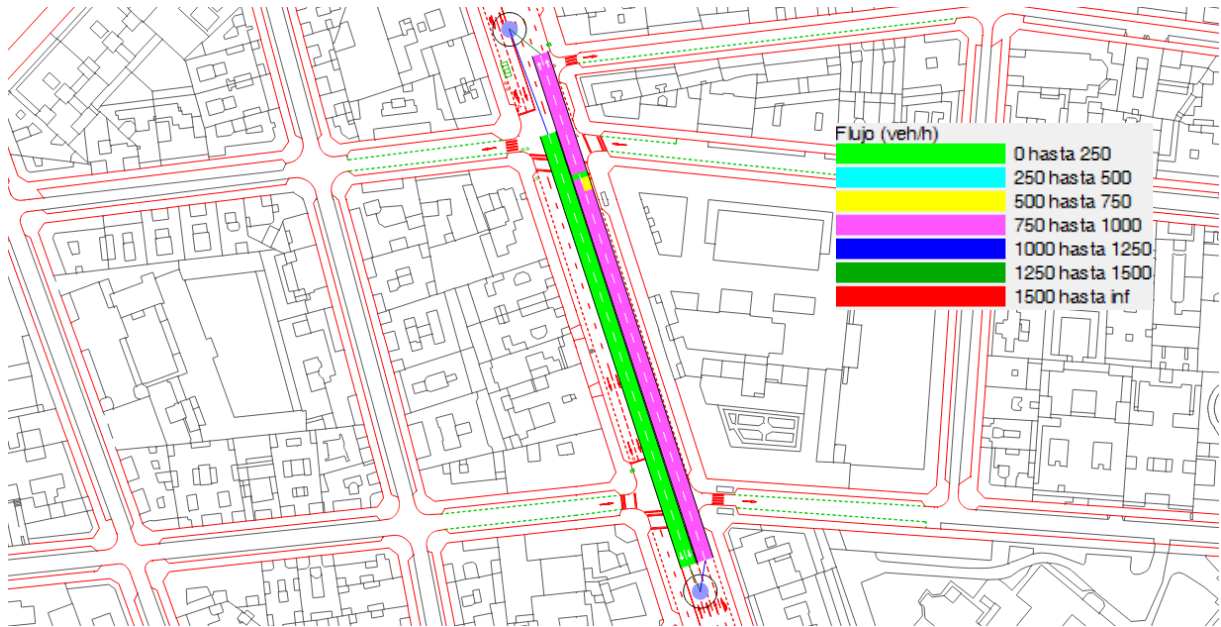 Flujo (veh/h)
0 hasta 250
250 hasta 500
500 hasta 750
750 hasta 1000
1000 hasta 1250
1250 hasta 1500
1500 hasta inf